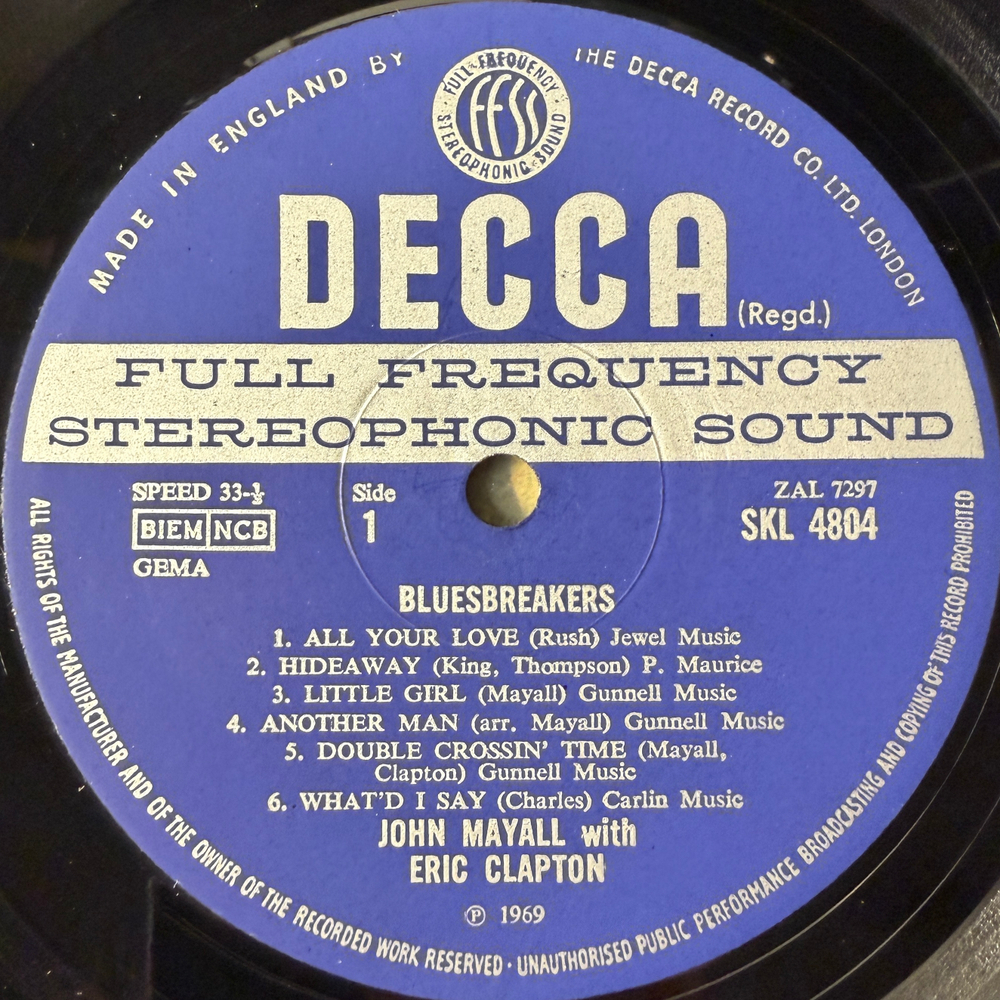 MADE IN ENGLAND BY THE DECCA RECORD CO. LTD. LONDON
FULL FREQUENCY
ffss
STEREOPHONIC SOUND
DECCA (Regd.)
FULL FREQUENCY
STEREOPHONIC SOUND
SPEED 33-⅓
BIEM NCB
GEMA
Side
1
ZAL 7297
SKL 4804
BLUESBREAKERS
1. ALL YOUR LOVE (Rush) Jewel Music
2. HIDEAWAY (King, Thompson) P. Maurice
3. LITTLE GIRL (Mayall) Gunnell Music
4. ANOTHER MAN (arr. Mayall) Gunnell Music
5. DOUBLE CROSSIN' TIME (Mayall,
Clapton) Gunnell Music
6. WHAT'D I SAY (Charles) Carlin Music
JOHN MAYALL with
ERIC CLAPTON
℗ 1969
ALL RIGHTS OF THE MANUFACTURER AND OF THE OWNER OF THE RECORDED WORK RESERVED · UNAUTHORISED PUBLIC PERFORMANCE BROADCASTING AND COPYING OF THIS RECORD PROHIBITED